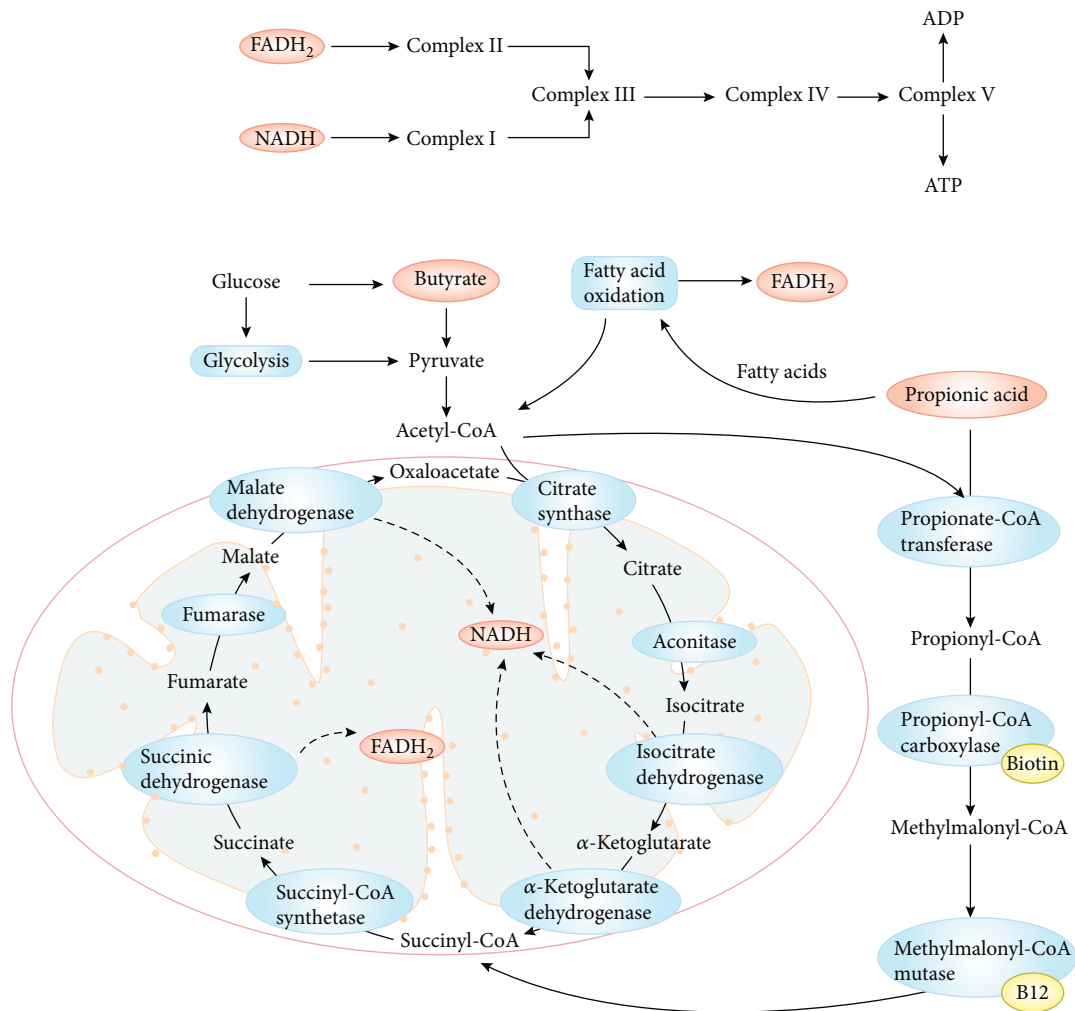 ADP
FADH₂
Complex II
Complex III
Complex IV
Complex V
NADH
Complex I
ATP
Glucose
Butyrate
Fatty acid
oxidation
FADH₂
Glycolysis
Pyruvate
Fatty acids
Propionic acid
Acetyl-CoA
Oxaloacetate
Malate
dehydrogenase
Citrate
synthase
Propionate-CoA
transferase
Malate
Citrate
Fumarase
NADH
Aconitase
Propionyl-CoA
Fumarate
Isocitrate
Succinic
dehydrogenase
FADH₂
Isocitrate
dehydrogenase
Propionyl-CoA
carboxylase
Biotin
Succinate
α-Ketoglutarate
Methylmalonyl-CoA
Succinyl-CoA
synthetase
α-Ketoglutarate
dehydrogenase
Succinyl-CoA
Methylmalonyl-CoA
mutase
B12